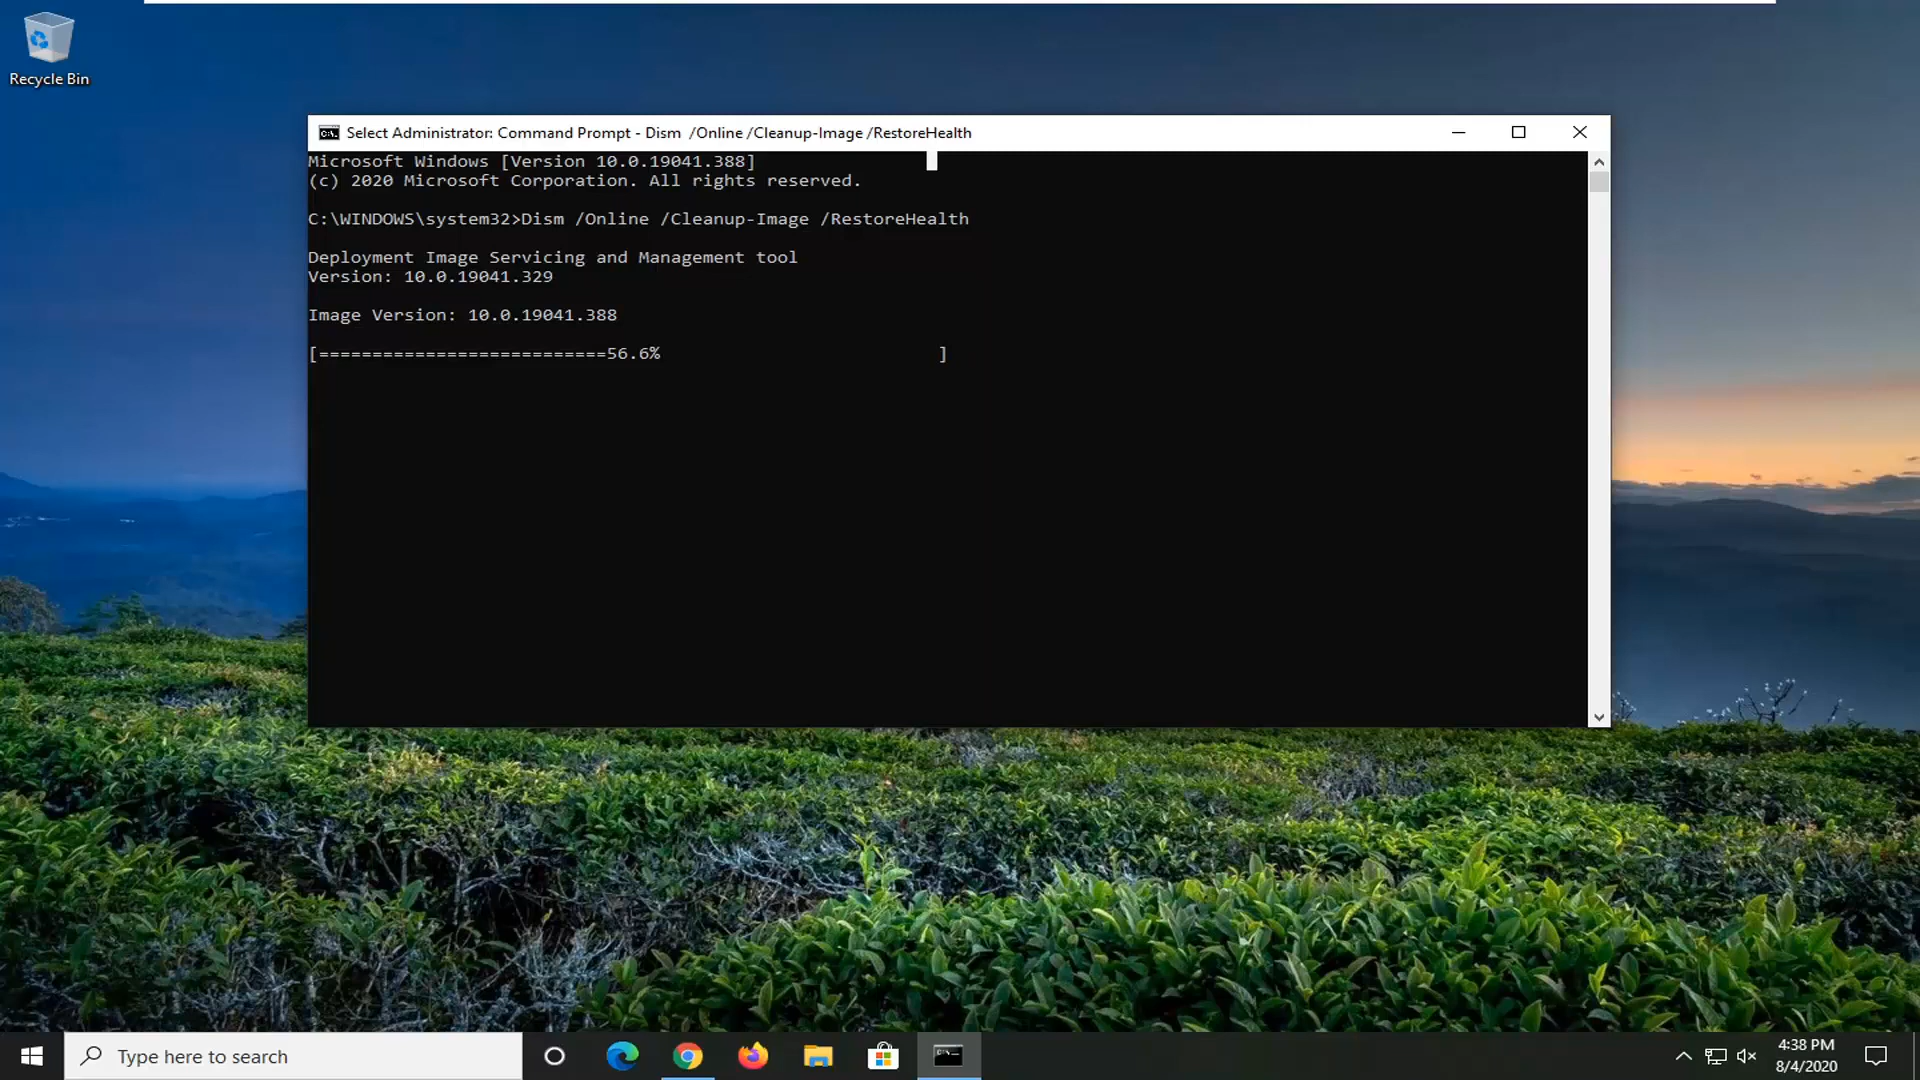 Recycle Bin
Select Administrator: Command Prompt - Dism  /Online /Cleanup-Image /RestoreHealth
Microsoft Windows [Version 10.0.19041.388]
(c) 2020 Microsoft Corporation. All rights reserved.
C:\WINDOWS\system32>Dism /Online /Cleanup-Image /RestoreHealth
Deployment Image Servicing and Management tool
Version: 10.0.19041.329
Image Version: 10.0.19041.388
[===========================56.6%                          ]
Type here to search
4:38 PM
8/4/2020